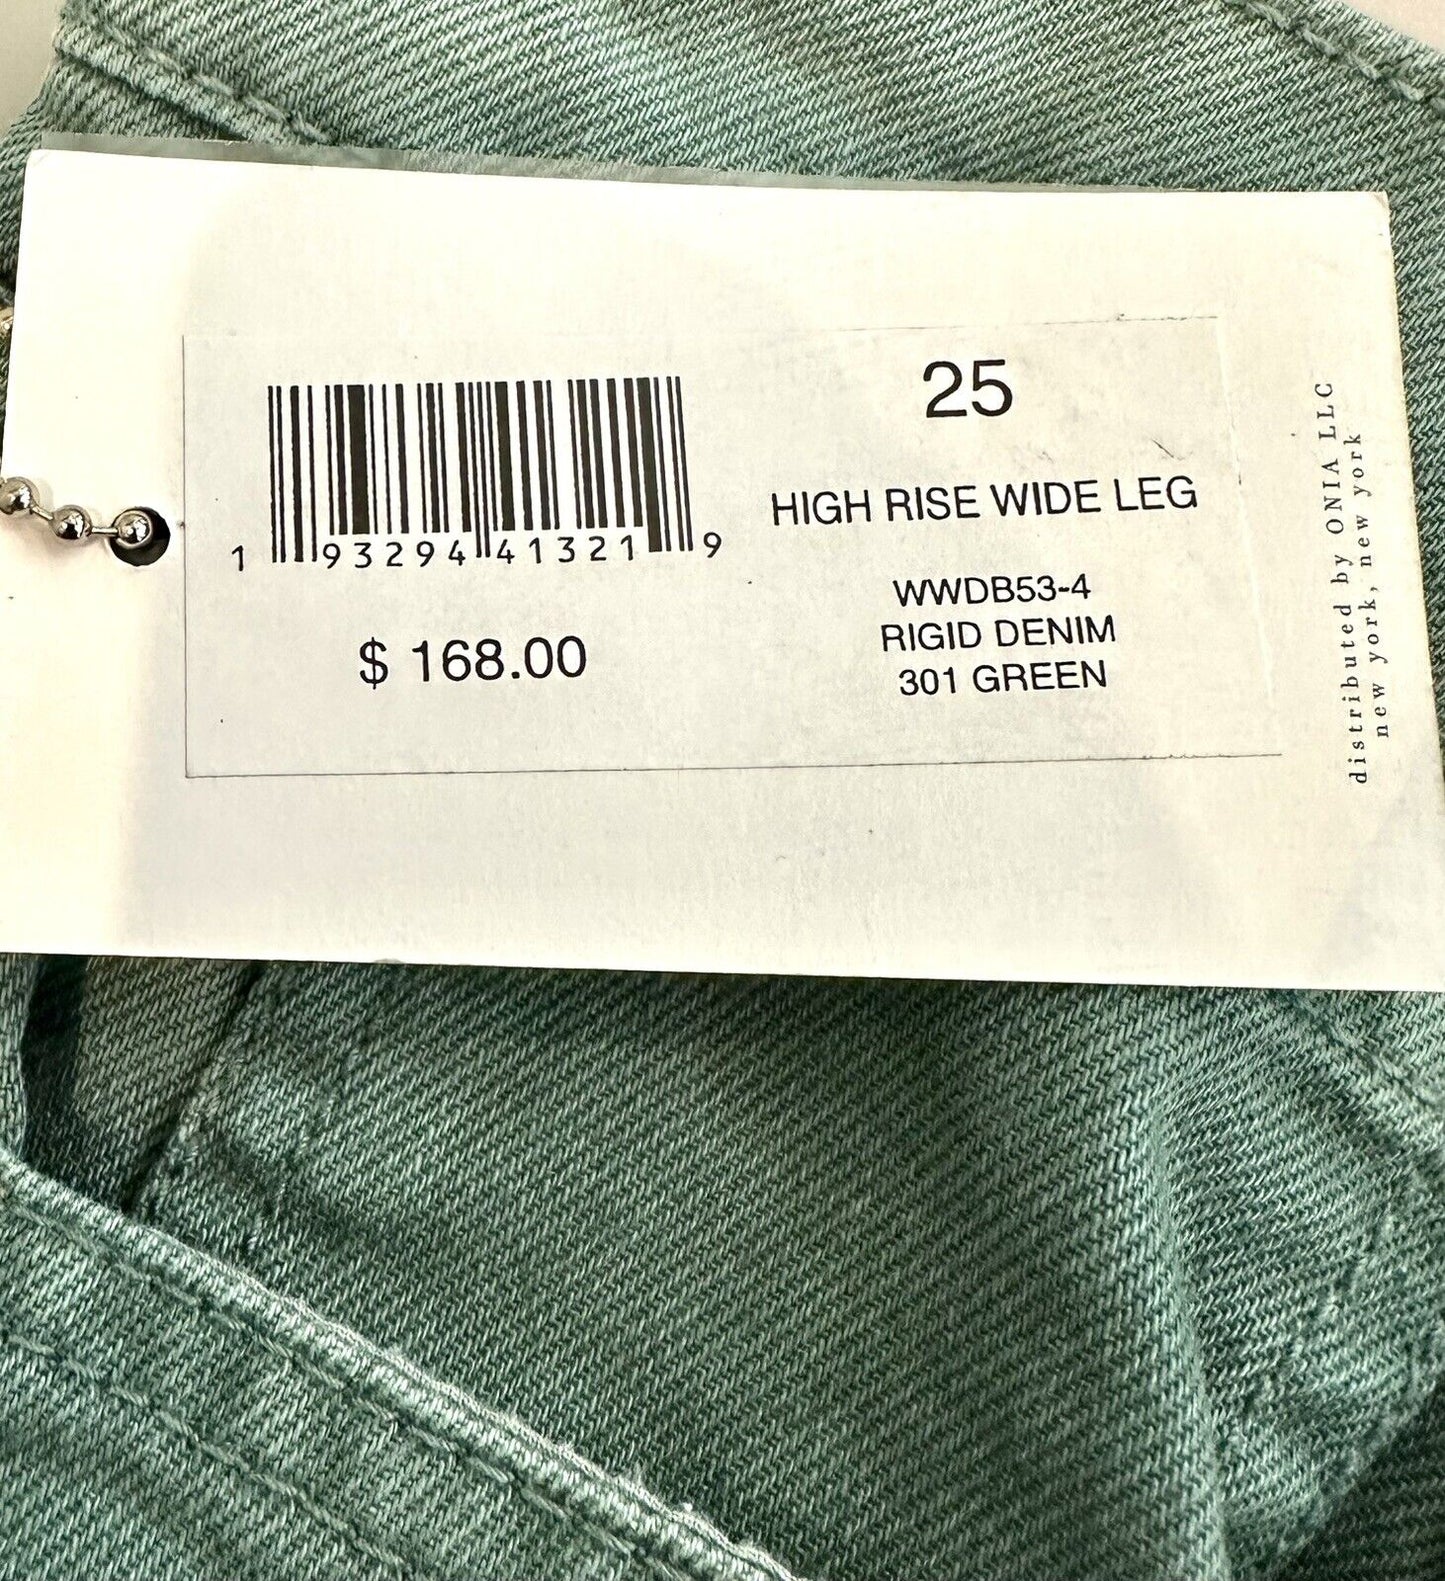 25
HIGH RISE WIDE LEG
WWDB53-4
RIGID DENIM
301 GREEN
1 93294 41321 9
$ 168.00
distributed by ONIA LLC
new york, new york